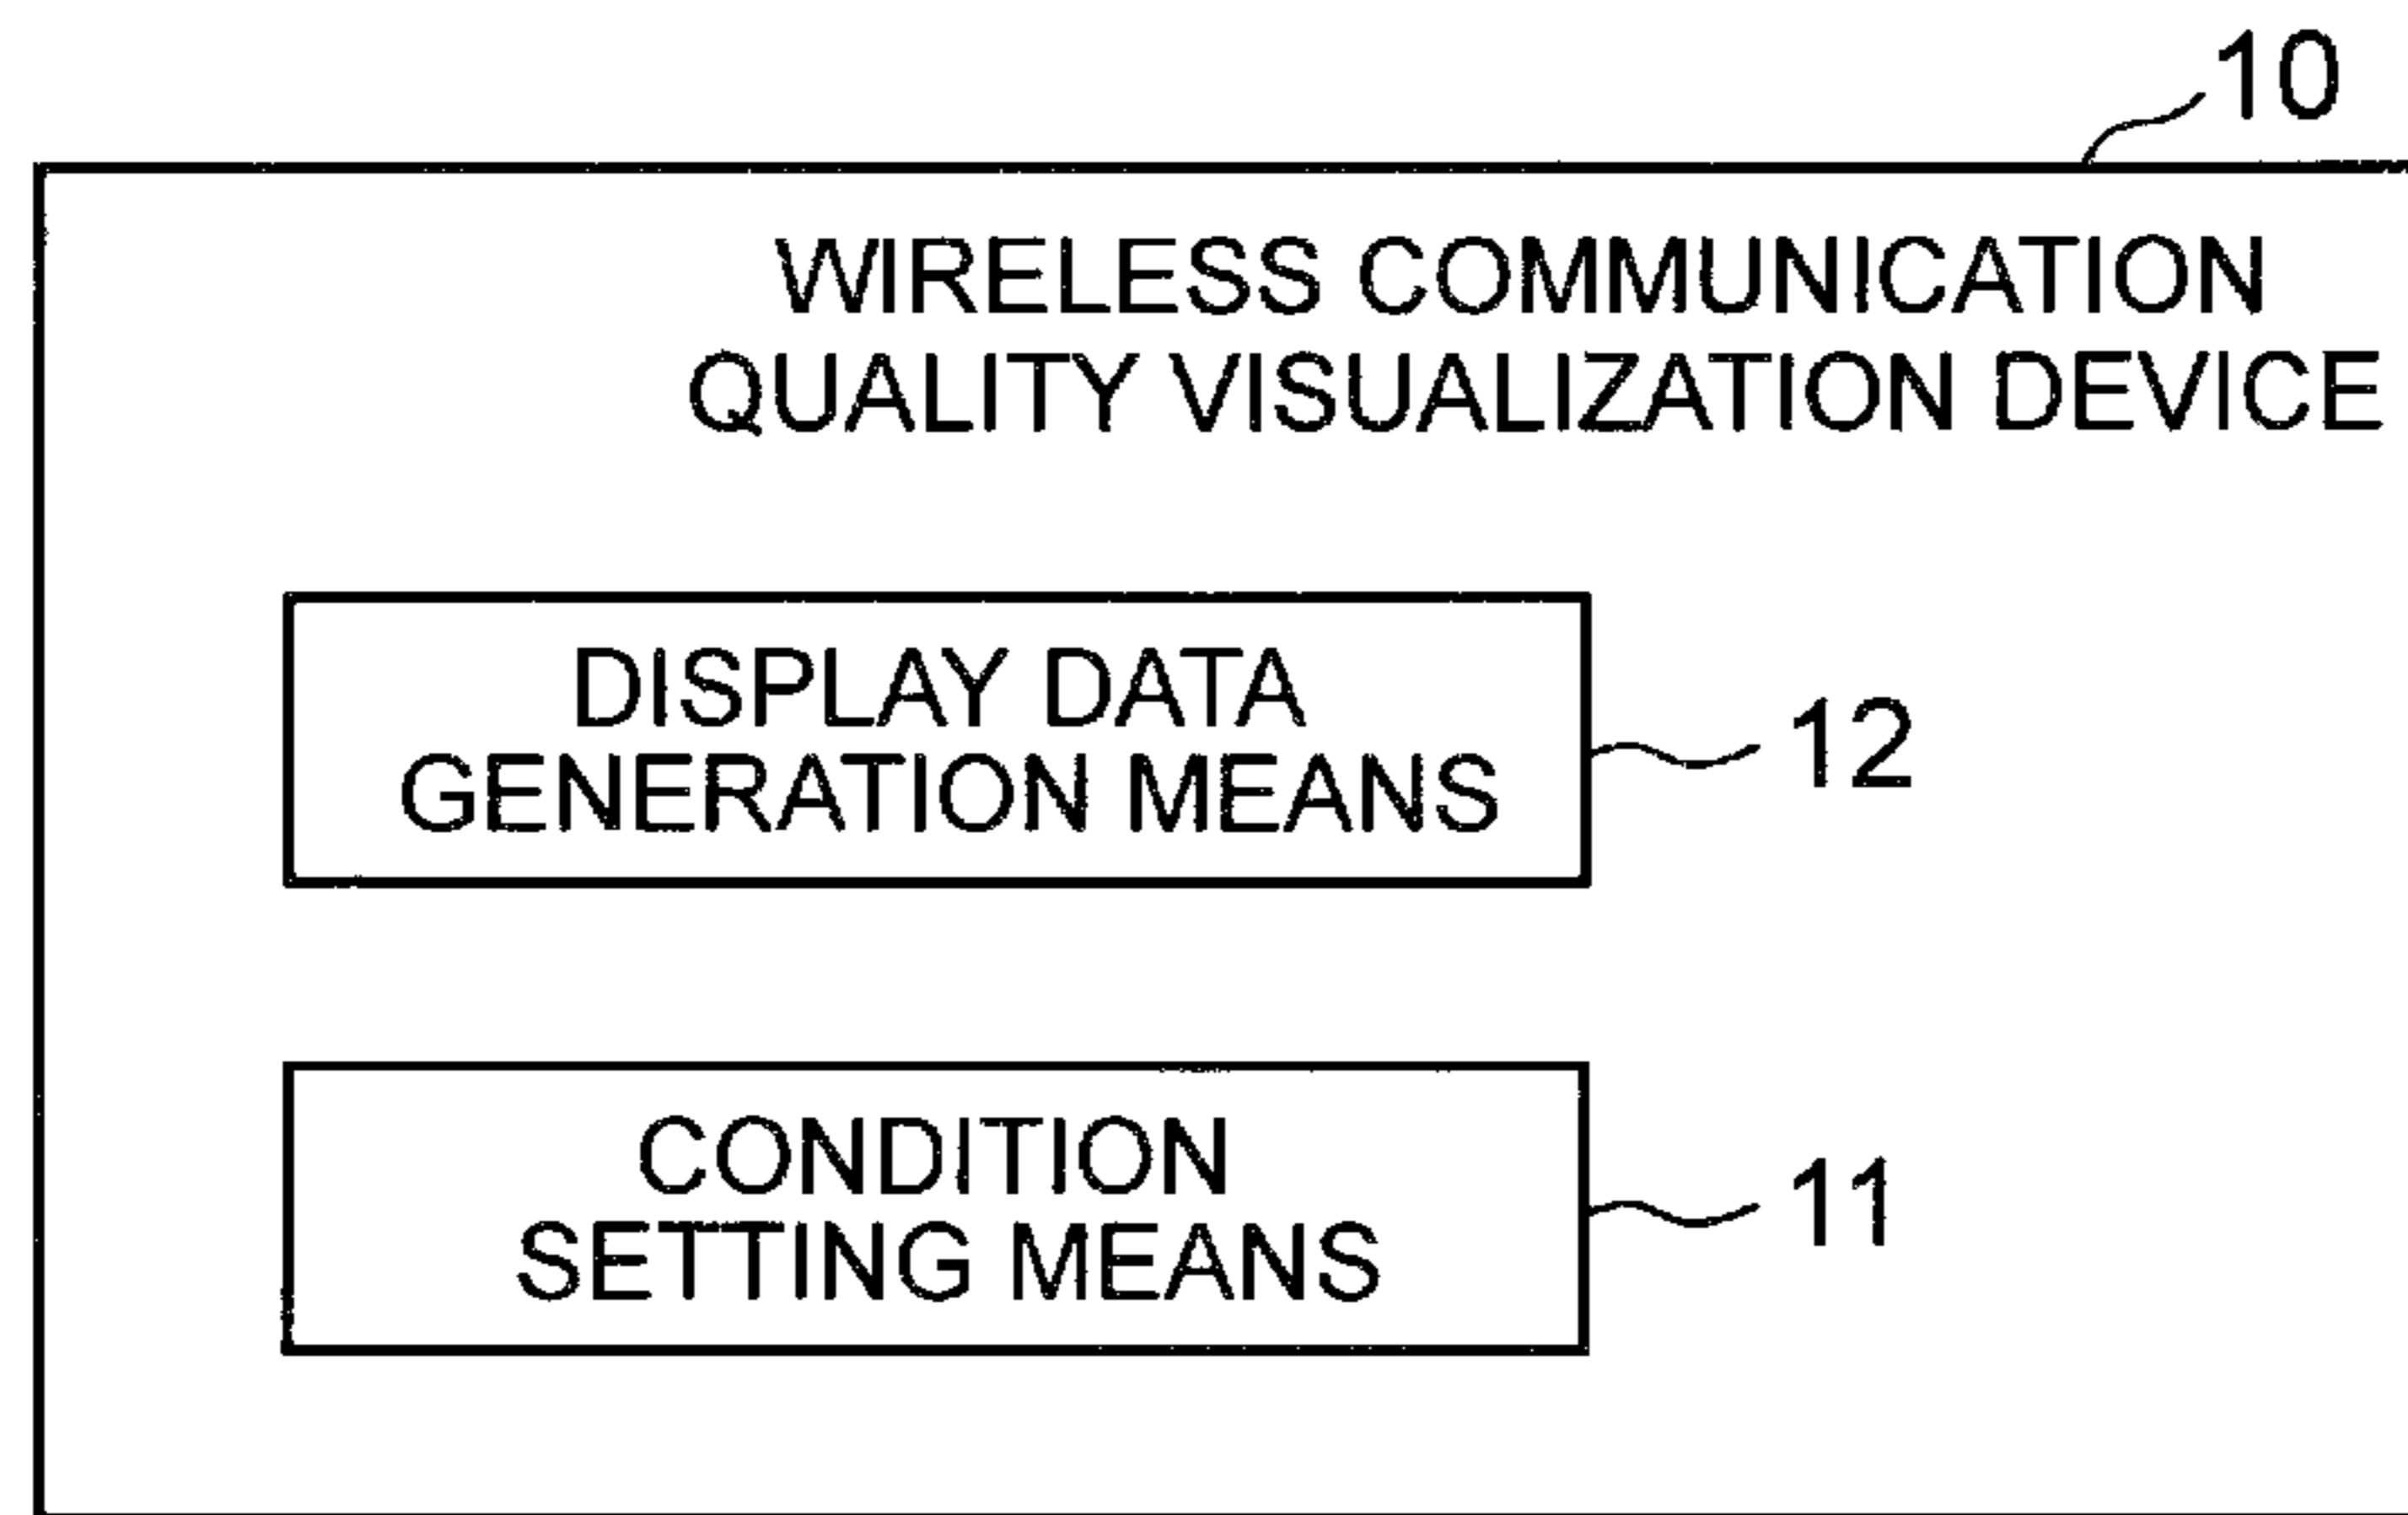 10
WIRELESS COMMUNICATION
QUALITY VISUALIZATION DEVICE
DISPLAY DATA
GENERATION MEANS
12
CONDITION
SETTING MEANS
11